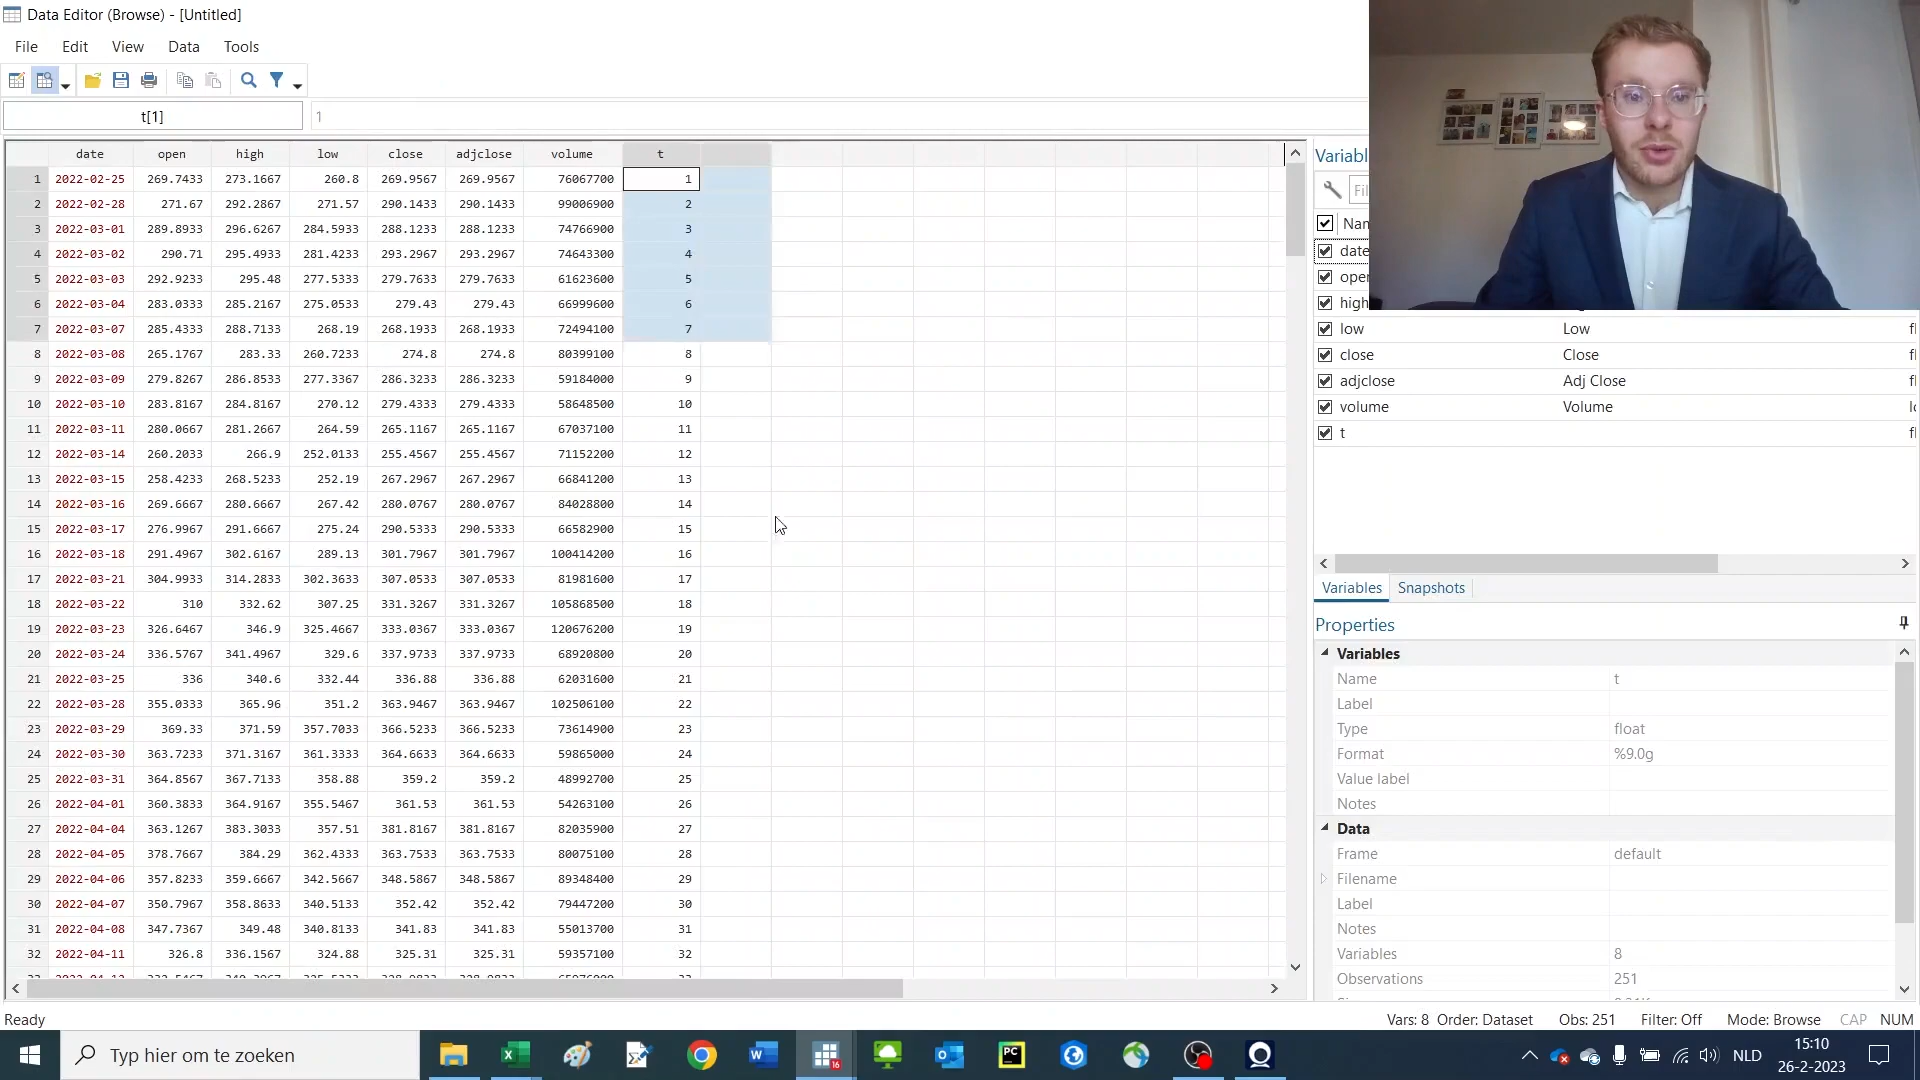 Data Editor (Browse) - [Untitled]
File Edit View Data Tools
t[1] 1
date open high low close adjclose volume t
1 2022-02-25 269.7433 273.1667 260.8 269.9567 269.9567 76067700 1
2 2022-02-28 271.67 292.2867 271.57 290.1433 290.1433 99006900 2
3 2022-03-01 289.8933 296.6267 284.5933 288.1233 288.1233 74766900 3
4 2022-03-02 290.71 295.4933 281.4233 293.2967 293.2967 74643300 4
5 2022-03-03 292.9233 295.48 277.5333 279.7633 279.7633 61623600 5
6 2022-03-04 283.0333 285.2167 275.0533 279.43 279.43 66999600 6
7 2022-03-07 285.4333 288.7133 268.19 268.1933 268.1933 72494100 7
8 2022-03-08 265.1767 283.33 260.7233 274.8 274.8 80399100 8
9 2022-03-09 279.8267 286.8533 277.3367 286.3233 286.3233 59184000 9
10 2022-03-10 283.8167 284.8167 270.12 279.4333 279.4333 58648500 10
11 2022-03-11 280.0667 281.2667 264.59 265.1167 265.1167 67037100 11
12 2022-03-14 260.2033 266.9 252.0133 255.4567 255.4567 71152200 12
13 2022-03-15 258.4233 268.5233 252.19 267.2967 267.2967 66841200 13
14 2022-03-16 269.6667 280.6667 267.42 280.0767 280.0767 84028800 14
15 2022-03-17 276.9967 291.6667 275.24 290.5333 290.5333 66582900 15
16 2022-03-18 291.4967 302.6167 289.13 301.7967 301.7967 100414200 16
17 2022-03-21 304.9933 314.2833 302.3633 307.0533 307.0533 81981600 17
18 2022-03-22 310 332.62 307.25 331.3267 331.3267 105868500 18
19 2022-03-23 326.6467 346.9 325.4667 333.0367 333.0367 120676200 19
20 2022-03-24 336.5767 341.4967 329.6 337.9733 337.9733 68920800 20
21 2022-03-25 336 340.6 332.44 336.88 336.88 62031600 21
22 2022-03-28 355.0333 365.96 351.2 363.9467 363.9467 102506100 22
23 2022-03-29 369.33 371.59 357.7033 366.5233 366.5233 73614900 23
24 2022-03-30 363.7233 371.3167 361.3333 364.6633 364.6633 59865000 24
25 2022-03-31 364.8567 367.7133 358.88 359.2 359.2 48992700 25
26 2022-04-01 360.3833 364.9167 355.5467 361.53 361.53 54263100 26
27 2022-04-04 363.1267 383.3033 357.51 381.8167 381.8167 82035900 27
28 2022-04-05 378.7667 384.29 362.4333 363.7533 363.7533 80075100 28
29 2022-04-06 357.8233 359.6667 342.5667 348.5867 348.5867 89348400 29
30 2022-04-07 350.7967 358.8633 340.5133 352.42 352.42 79447200 30
31 2022-04-08 347.7367 349.48 340.8133 341.83 341.83 55013700 31
32 2022-04-11 326.8 336.1567 324.88 325.31 325.31 59357100 32
Variabl
Fil
Nam
date
open
high
low Low fl
close Close fl
adjclose Adj Close fl
volume Volume lo
t fl
Variables Snapshots
Properties
Variables
Name t
Label
Type float
Format %9.0g
Value label
Notes
Data
Frame default
Filename
Label
Notes
Variables 8
Observations 251
Ready Vars: 8 Order: Dataset Obs: 251 Filter: Off Mode: Browse CAP NUM
Typ hier om te zoeken
16
PC
NLD
15:10
26-2-2023